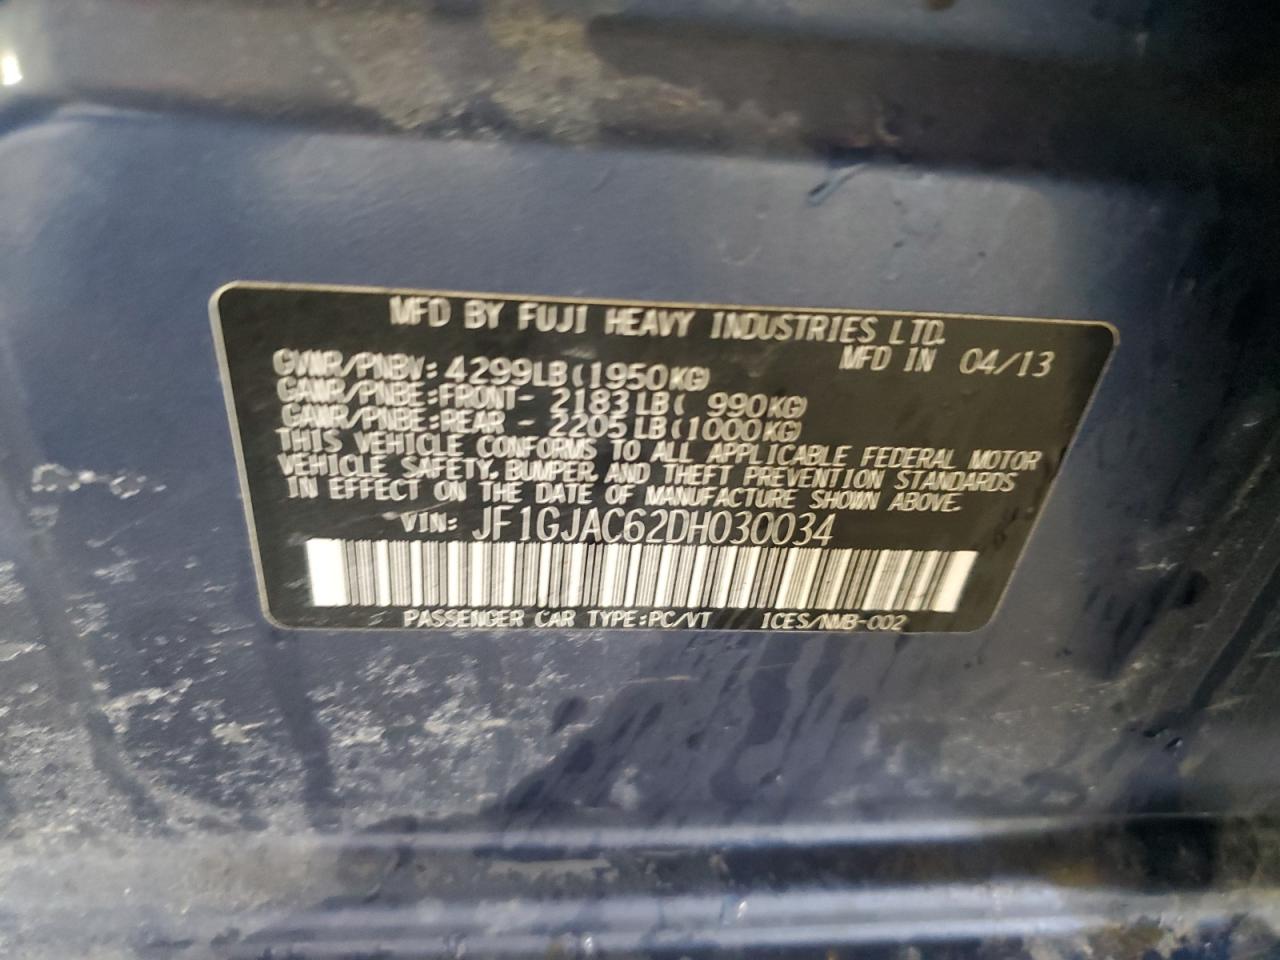 MFD BY FUJI HEAVY INDUSTRIES LTD.
MFD IN 04/13
GVWR/PNBV: 4299LB(1950KG)
GAWR/PNBE:FRONT- 2183LB( 990KG)
GAWR/PNBE:REAR - 2205LB(1000KG)
THIS VEHICLE CONFORMS TO ALL APPLICABLE FEDERAL MOTOR
VEHICLE SAFETY, BUMPER, AND THEFT PREVENTION STANDARDS
IN EFFECT ON THE DATE OF MANUFACTURE SHOWN ABOVE.
VIN: JF1GJAC62DH030034
PASSENGER CAR TYPE:PC/VT ICES/NMB-002